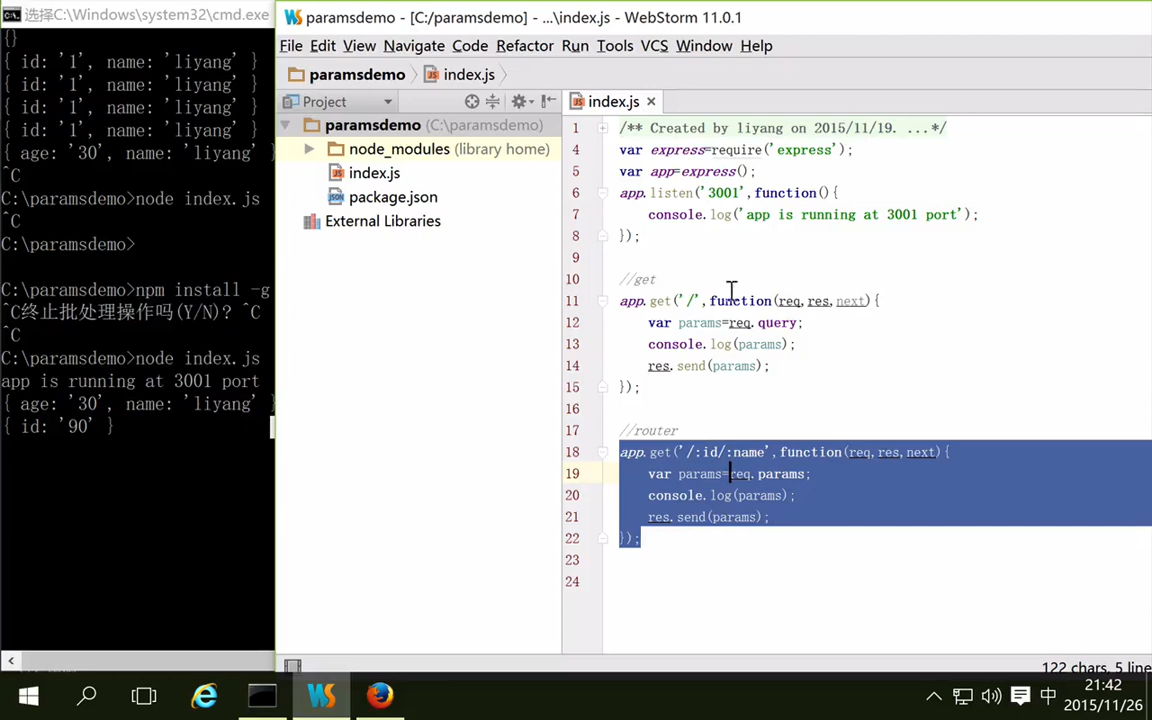 选择C:\Windows\system32\cmd.exe
{}
{ id: '1', name: 'liyang' }
{ id: '1', name: 'liyang' }
{ id: '1', name: 'liyang' }
{ id: '1', name: 'liyang' }
{ age: '30', name: 'liyang' }
^C
C:\paramsdemo>node index.js
^C
C:\paramsdemo>
C:\paramsdemo>npm install -g
^C终止批处理操作吗(Y/N)? ^C
^C
C:\paramsdemo>node index.js
app is running at 3001 port
{ age: '30', name: 'liyang' }
{ id: '90' }
paramsdemo - [C:/paramsdemo] - ...\index.js - WebStorm 11.0.1
File Edit View Navigate Code Refactor Run Tools VCS Window Help
paramsdemo index.js
Project
paramsdemo (C:\paramsdemo)
node_modules (library home)
index.js
package.json
External Libraries
index.js
1 /** Created by liyang on 2015/11/19. ...*/
4 var express=require('express');
5 var app=express();
6 app.listen('3001',function(){
7 console.log('app is running at 3001 port');
8 });
9
10 //get
11 app.get('/',function(req,res,next){
12 var params=req.query;
13 console.log(params);
14 res.send(params);
15 });
16
17 //router
18 app.get('/:id/:name',function(req,res,next){
19 var params=req.params;
20 console.log(params);
21 res.send(params);
22 });
23
24
122 chars, 5 line
中
21:42
2015/11/26